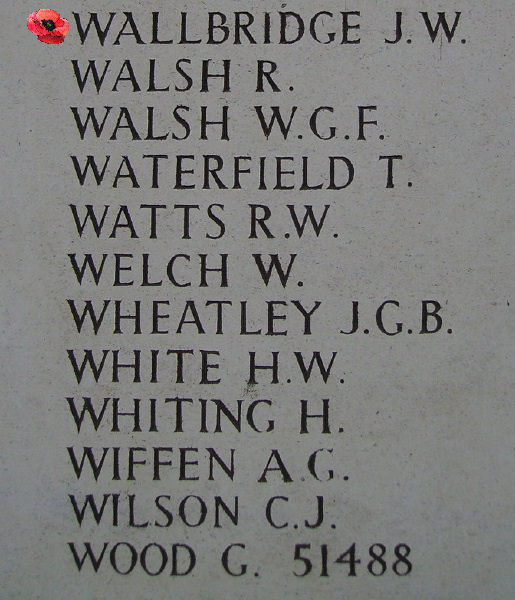 WALLBRIDGE J.W.
WALSH R.
WALSH W.G.F.
WATERFIELD T.
WATTS R.W.
WELCH W.
WHEATLEY J.G.B.
WHITE H.W.
WHITING H.
WIFFEN A.G.
WILSON C.J.
WOOD G. 51488